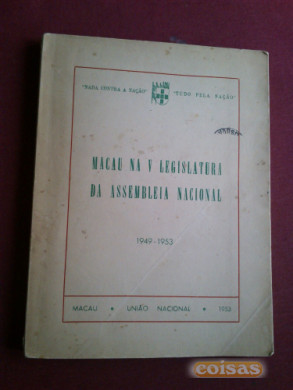 "NADA CONTRA A NAÇÃO" "TUDO PELA NAÇÃO"
MACAU NA V LEGISLATURA
DA ASSEMBLEIA NACIONAL
1949-1953
MACAU • UNIÃO NACIONAL • 1953
coisas